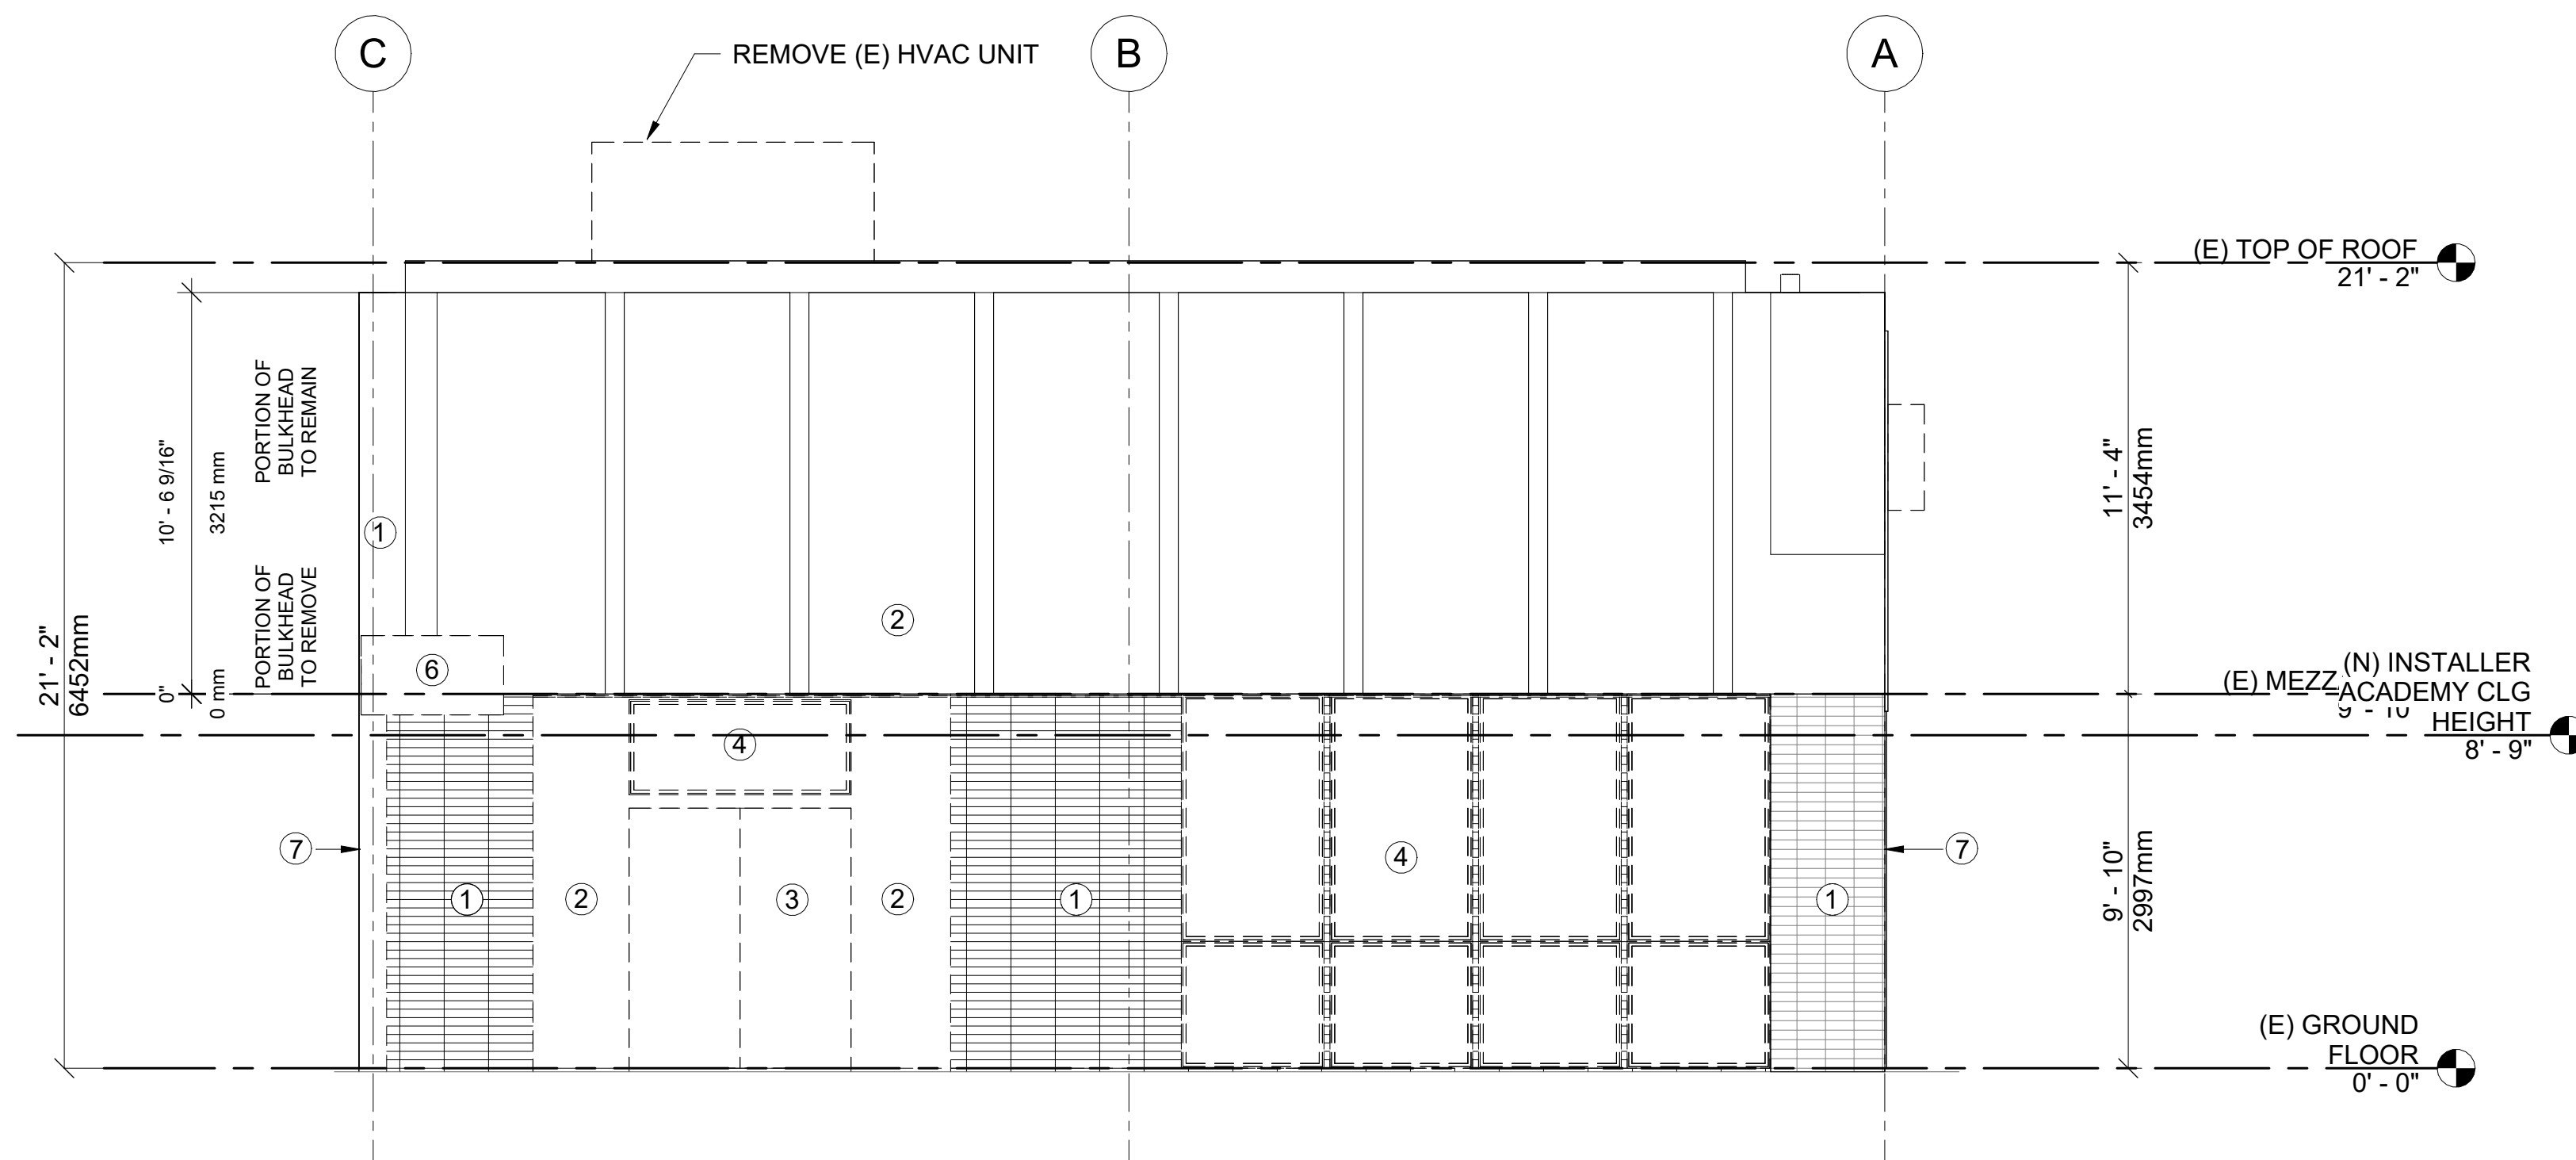 C
REMOVE (E) HVAC UNIT
B
A
(E) TOP OF ROOF
21' - 2"
PORTION OF
BULKHEAD
TO REMAIN
10' - 6 9/16"
3215 mm
11' - 4"
3454mm
1
PORTION OF
BULKHEAD
TO REMOVE
2
21' - 2"
6452mm
6
0"
0 mm
(E) MEZZ
(N) INSTALLER
ACADEMY CLG
HEIGHT
8' - 9"
9' - 10"
4
7
4
7
1
2
3
2
1
1
9' - 10"
2997mm
(E) GROUND
FLOOR
0' - 0"